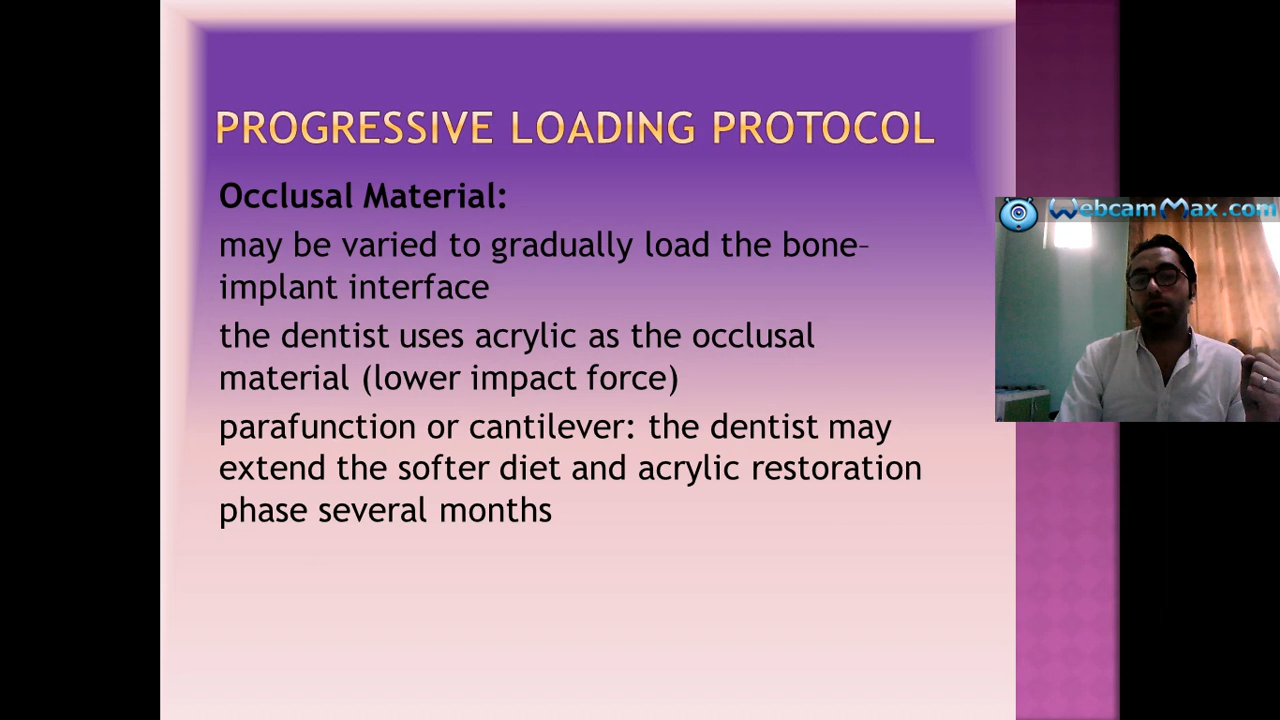 PROGRESSIVE LOADING PROTOCOL
Occlusal Material:
may be varied to gradually load the bone–
implant interface
the dentist uses acrylic as the occlusal
material (lower impact force)
parafunction or cantilever: the dentist may
extend the softer diet and acrylic restoration
phase several months
WebcamMax.com